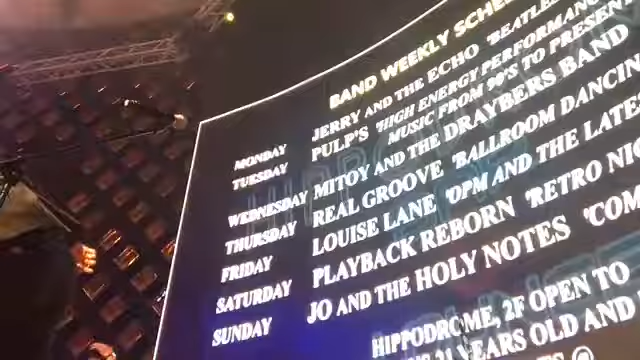 BAND WEEKLY SCHE
MONDAY JERRY AND THE ECHO "BEATLES
TUESDAY PULP'S "HIGH ENERGY PERFORMANC
MUSIC FROM 90'S TO PRESENT
WEDNESDAY MITOY AND THE DRAYBERS BAND
THURSDAY REAL GROOVE "BALLROOM DANCIN
FRIDAY LOUISE LANE "OPM AND THE LATES
SATURDAY PLAYBACK REBORN "RETRO NIG
SUNDAY JO AND THE HOLY NOTES "COM
HIPPODROME, 2F OPEN TO
21 YEARS OLD AND